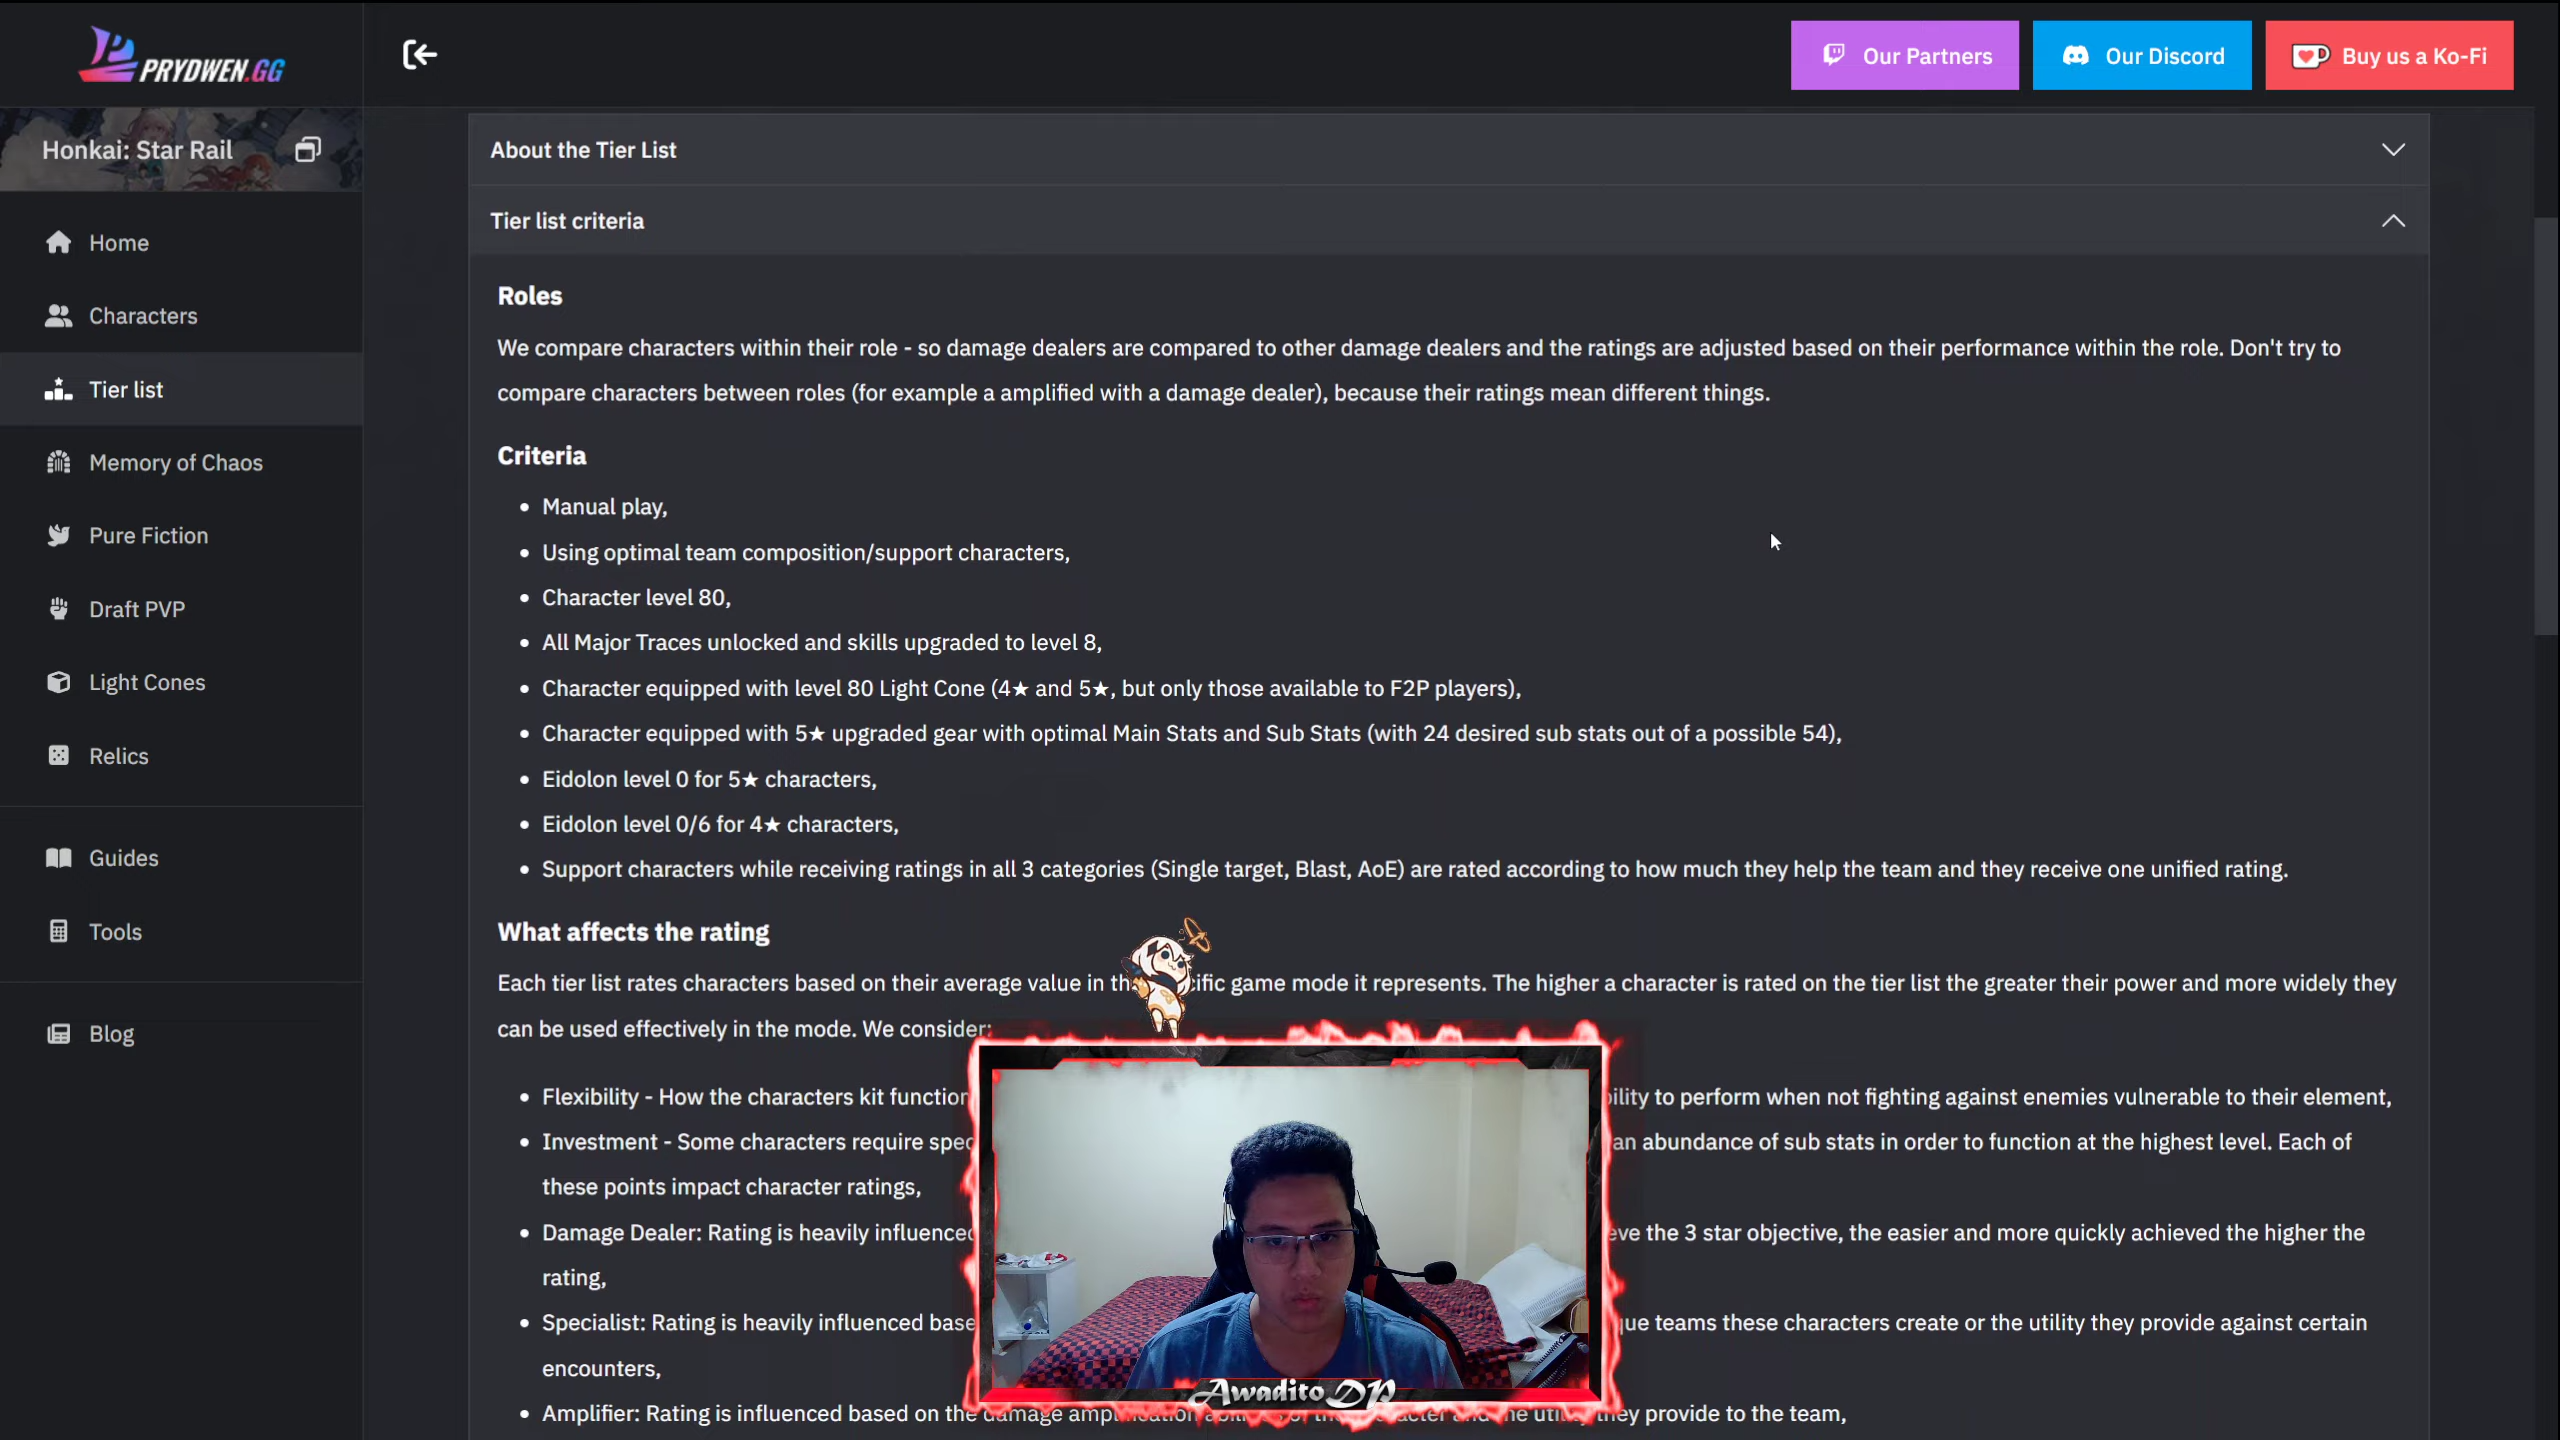 PRYDWEN.GG
Our Partners
Our Discord
Buy us a Ko-Fi
Honkai: Star Rail
Home
Characters
Tier list
Memory of Chaos
Pure Fiction
Draft PVP
Light Cones
Relics
Guides
Tools
Blog
About the Tier List
Tier list criteria
Roles
We compare characters within their role - so damage dealers are compared to other damage dealers and the ratings are adjusted based on their performance within the role. Don't try to
compare characters between roles (for example a amplified with a damage dealer), because their ratings mean different things.
Criteria
• Manual play,
• Using optimal team composition/support characters,
• Character level 80,
• All Major Traces unlocked and skills upgraded to level 8,
• Character equipped with level 80 Light Cone (4★ and 5★, but only those available to F2P players),
• Character equipped with 5★ upgraded gear with optimal Main Stats and Sub Stats (with 24 desired sub stats out of a possible 54),
• Eidolon level 0 for 5★ characters,
• Eidolon level 0/6 for 4★ characters,
• Support characters while receiving ratings in all 3 categories (Single target, Blast, AoE) are rated according to how much they help the team and they receive one unified rating.
What affects the rating
Each tier list rates characters based on their average value in game mode it represents. The higher a character is rated on the tier list the greater their power and more widely they
can be used effectively in the mode. We consider:
• Flexibility - How the characters kit function to perform when not fighting against enemies vulnerable to their element,
• Investment - Some characters require an abundance of sub stats in order to function at the highest level. Each of
these points impact character ratings,
• Damage Dealer: Rating is heavily influenced the 3 star objective, the easier and more quickly achieved the higher the
rating,
• Specialist: Rating is heavily influenced teams these characters create or the utility they provide against certain
encounters,
• Amplifier: Rating is influenced based on the damage they provide to the team,
Awadito DP